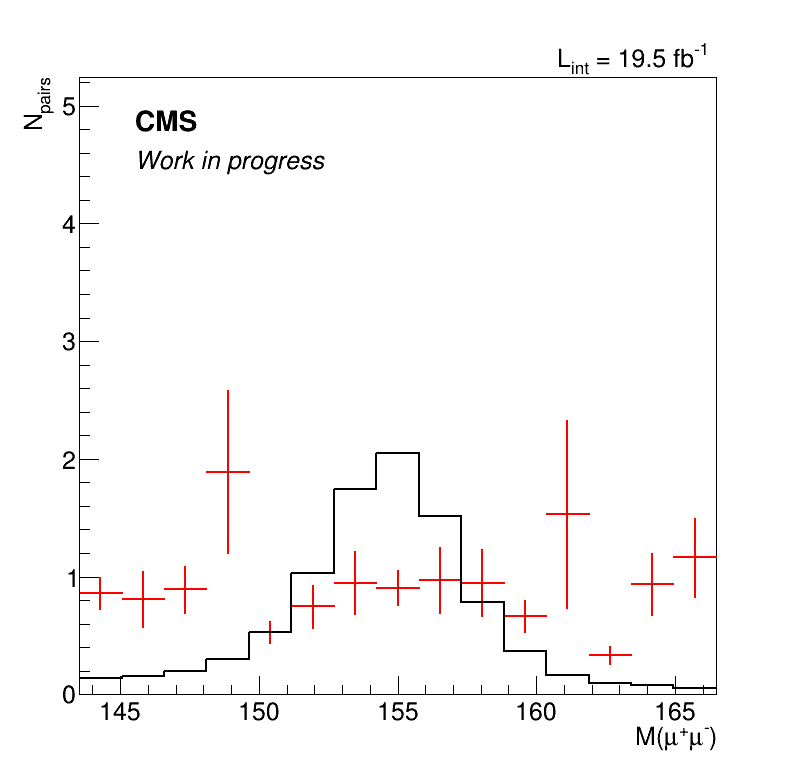 L_int = 19.5 fb^-1
N_pairs
CMS
Work in progress
5
4
3
2
1
0
145 150 155 160 165
M(μ⁺μ⁻)